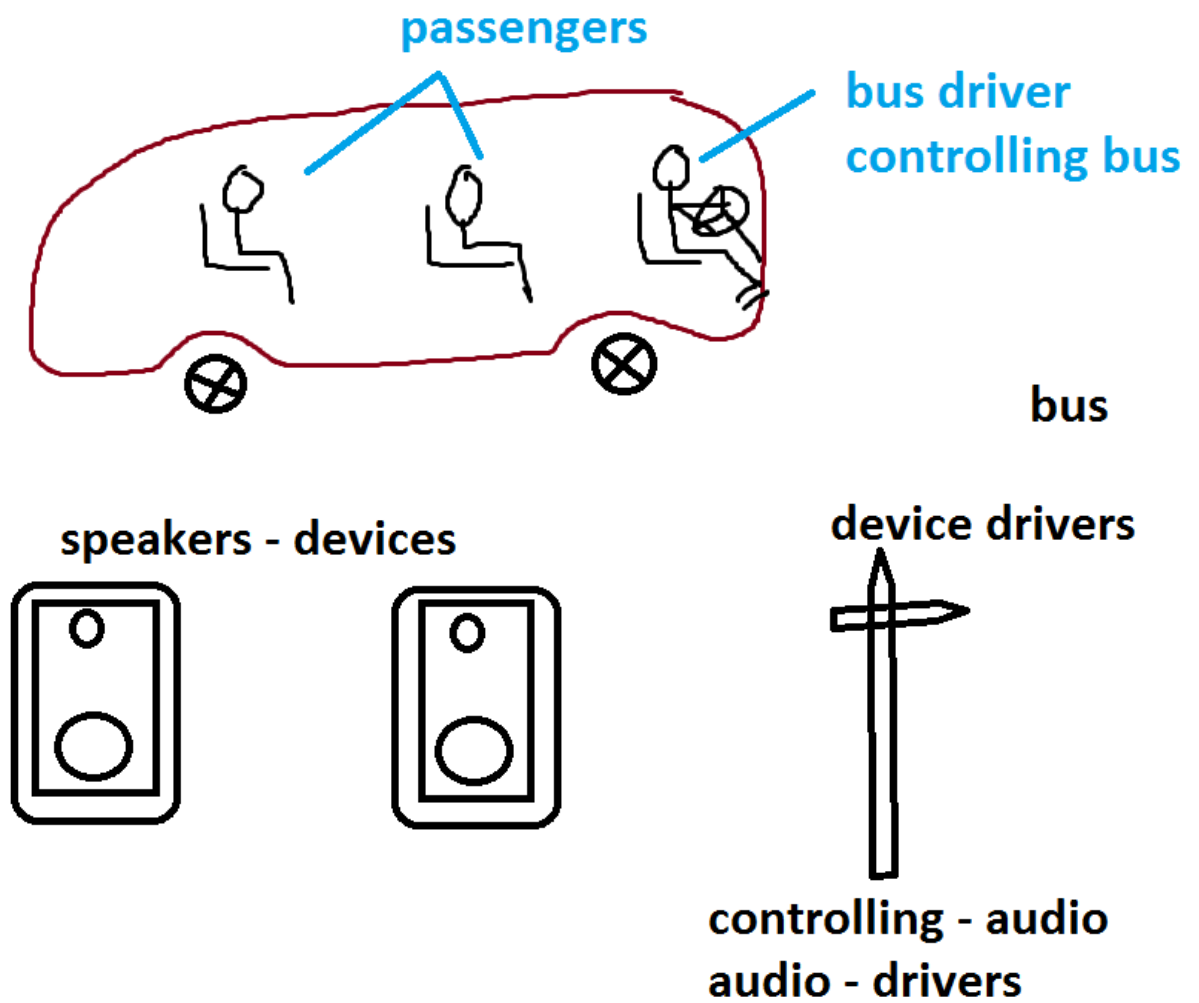 passengers
bus driver
controlling bus
bus
speakers - devices
device drivers
controlling - audio
audio - drivers